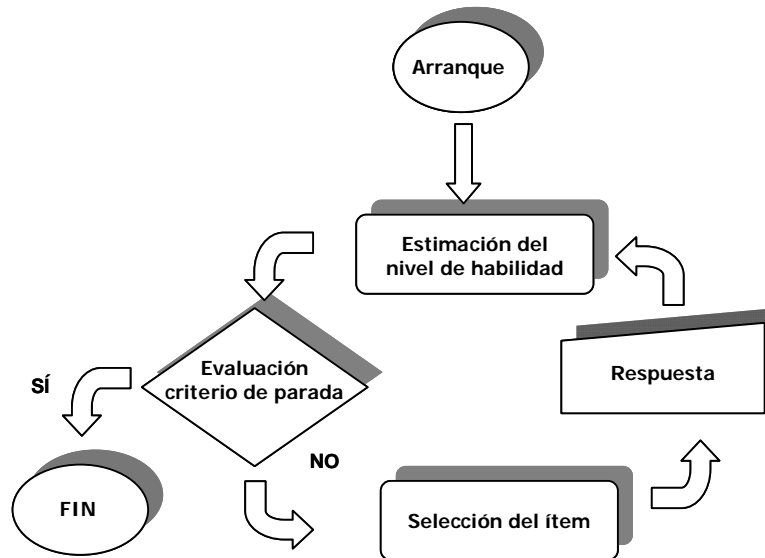 Arranque
Estimación del
nivel de habilidad
Evaluación
criterio de parada
Respuesta
SÍ
NO
FIN
Selección del ítem